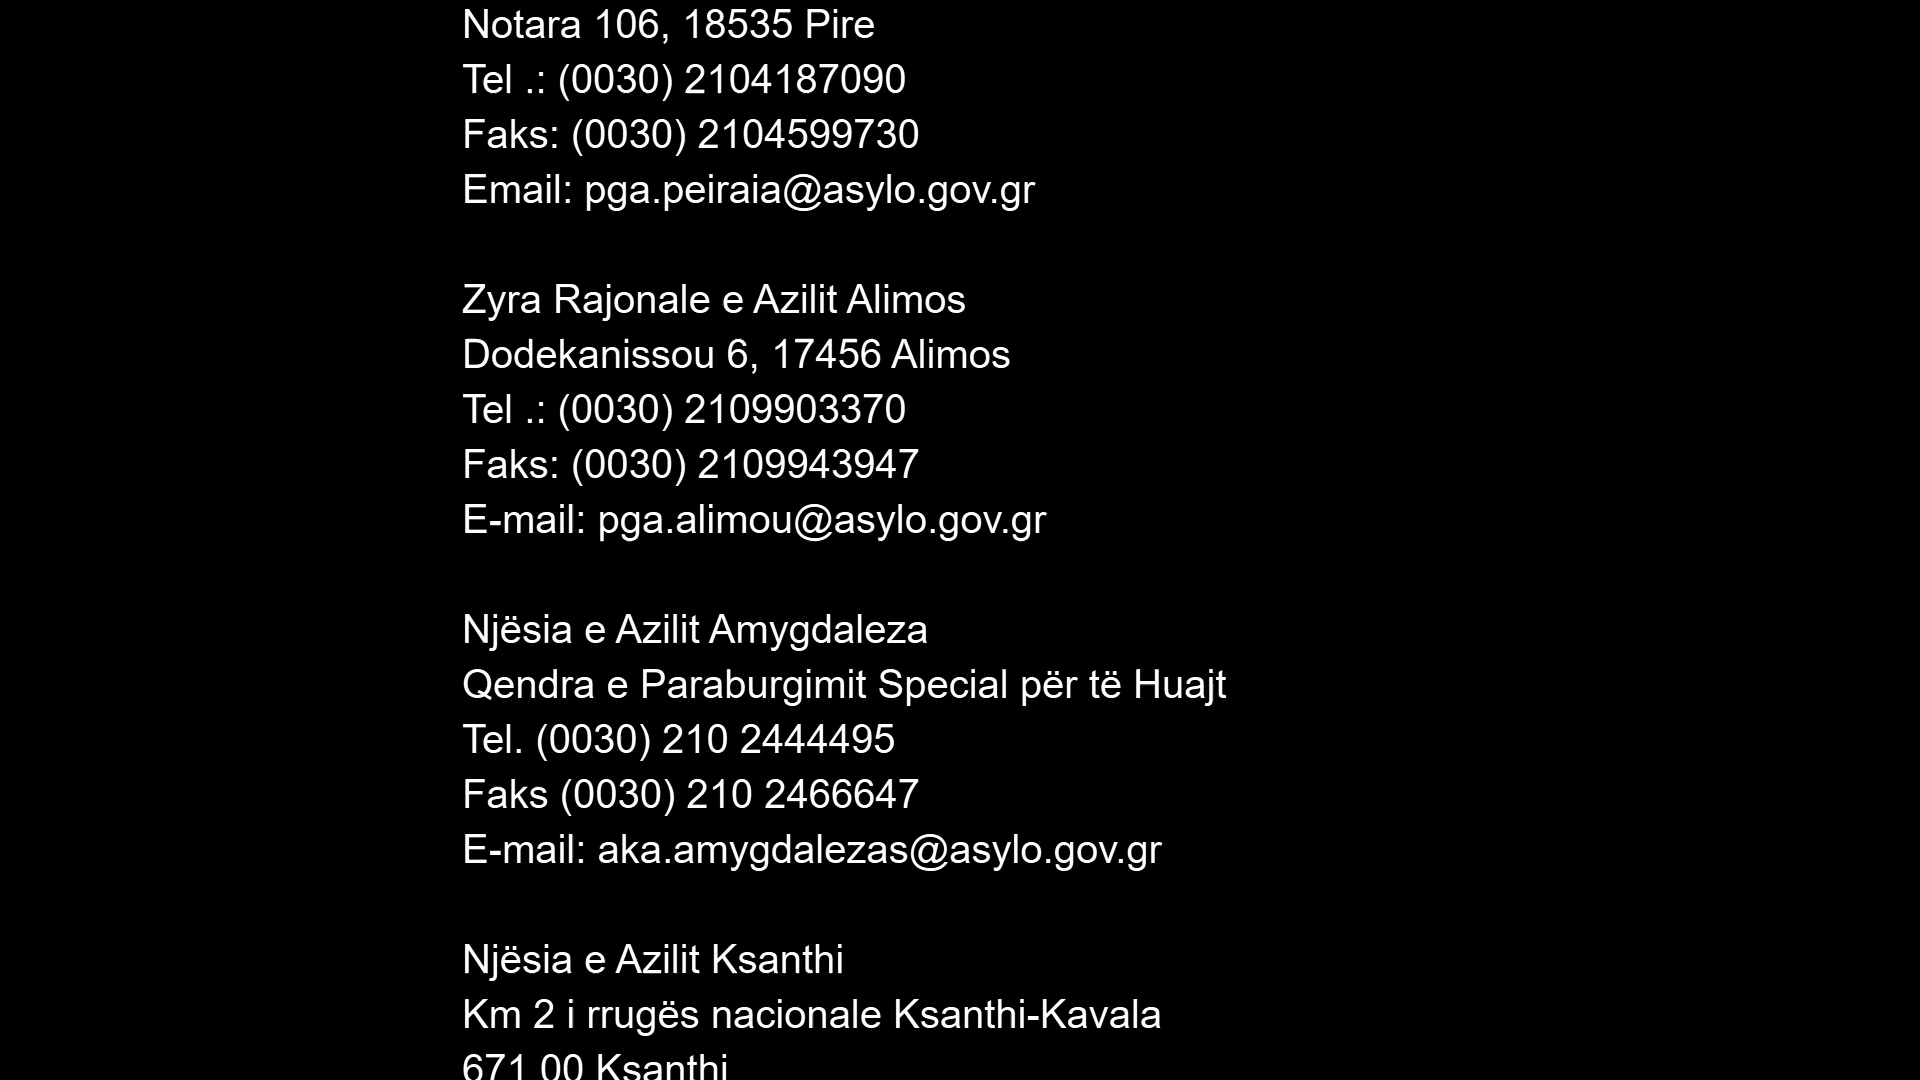 Notara 106, 18535 Pire
Tel .: (0030) 2104187090
Faks: (0030) 2104599730
Email: pga.peiraia@asylo.gov.gr
Zyra Rajonale e Azilit Alimos
Dodekanissou 6, 17456 Alimos
Tel .: (0030) 2109903370
Faks: (0030) 2109943947
E-mail: pga.alimou@asylo.gov.gr
Njësia e Azilit Amygdaleza
Qendra e Paraburgimit Special për të Huajt
Tel. (0030) 210 2444495
Faks (0030) 210 2466647
E-mail: aka.amygdalezas@asylo.gov.gr
Njësia e Azilit Ksanthi
Km 2 i rrugës nacionale Ksanthi-Kavala
671 00 Ksanthi